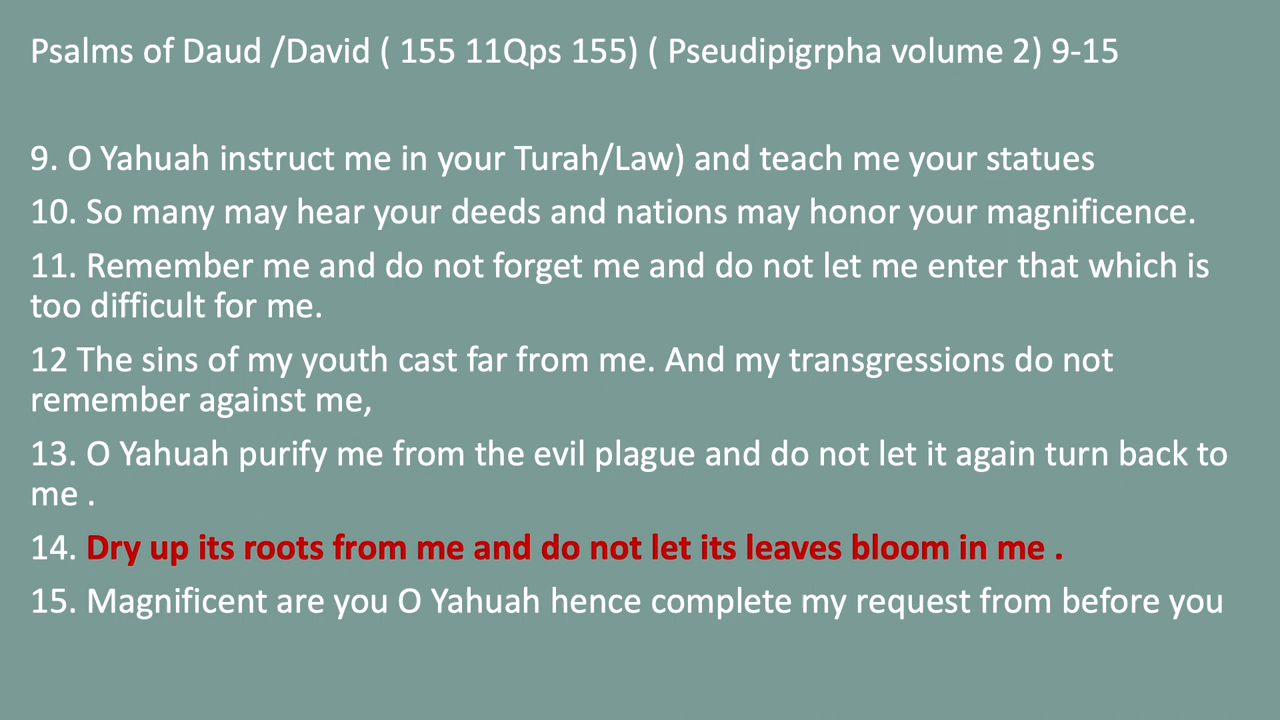 Psalms of Daud /David ( 155 11Qps 155) ( Pseudipigrpha volume 2) 9-15
9. O Yahuah instruct me in your Turah/Law) and teach me your statues
10. So many may hear your deeds and nations may honor your magnificence.
11. Remember me and do not forget me and do not let me enter that which is
too difficult for me.
12 The sins of my youth cast far from me. And my transgressions do not
remember against me,
13. O Yahuah purify me from the evil plague and do not let it again turn back to
me .
14. Dry up its roots from me and do not let its leaves bloom in me .
15. Magnificent are you O Yahuah hence complete my request from before you